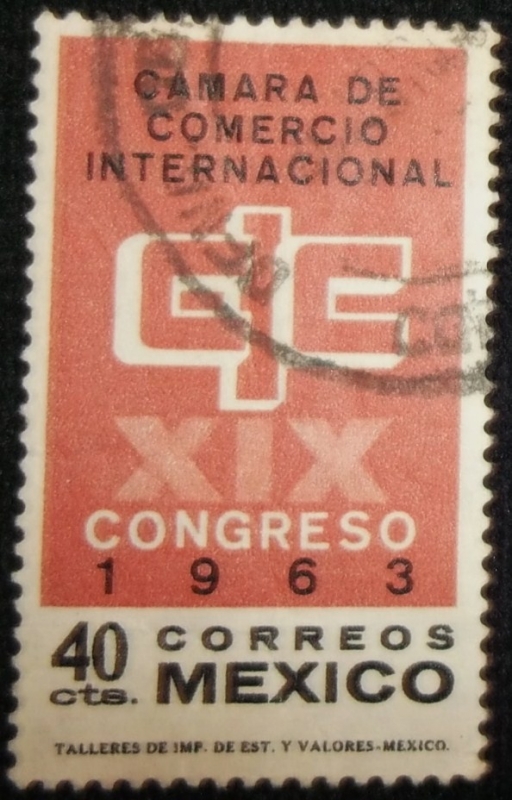 CAMARA DE
COMERCIO
INTERNACIONAL
CIC
XIX
CONGRESO
1963
40 CORREOS
cts. MEXICO
TALLERES DE IMP. DE EST. Y VALORES-MEXICO.